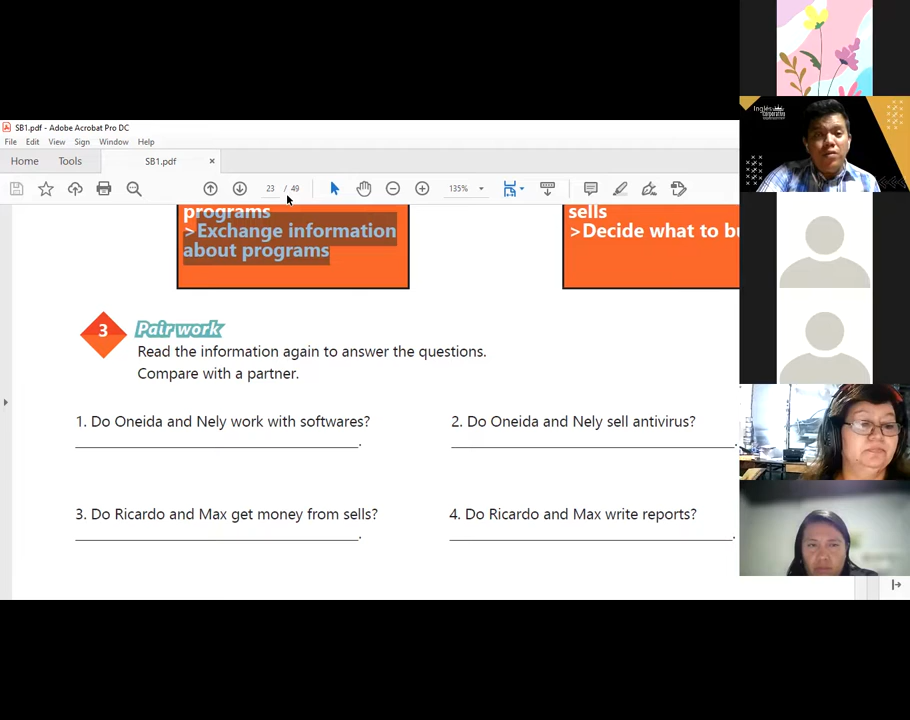 SB1.pdf - Adobe Acrobat Pro DC
File Edit View Sign Window Help
Home Tools SB1.pdf ×
23 / 49 135%
programs
>Exchange information
about programs
sells
>Decide what to bu
3 Pair work
Read the information again to answer the questions.
Compare with a partner.
1. Do Oneida and Nely work with softwares?
2. Do Oneida and Nely sell antivirus?
3. Do Ricardo and Max get money from sells?
4. Do Ricardo and Max write reports?
Inglés
Corporativo